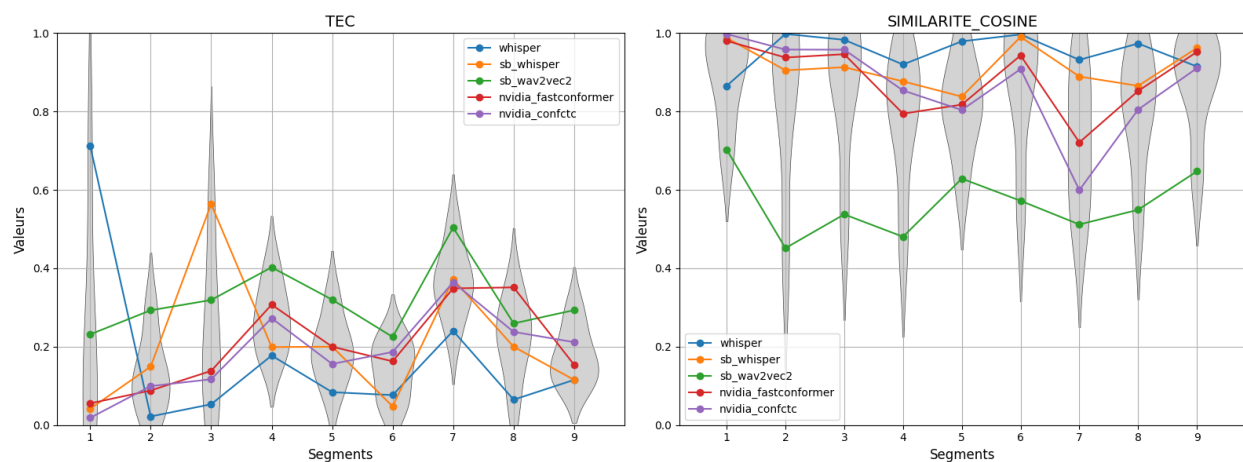 TEC
1.0
0.8
0.6
0.4
0.2
0.0
Valeurs
1 2 3 4 5 6 7 8 9
Segments
whisper
sb_whisper
sb_wav2vec2
nvidia_fastconformer
nvidia_confctc
SIMILARITE_COSINE
1.0
0.8
0.6
0.4
0.2
0.0
Valeurs
whisper
sb_whisper
sb_wav2vec2
nvidia_fastconformer
nvidia_confctc
1 2 3 4 5 6 7 8 9
Segments